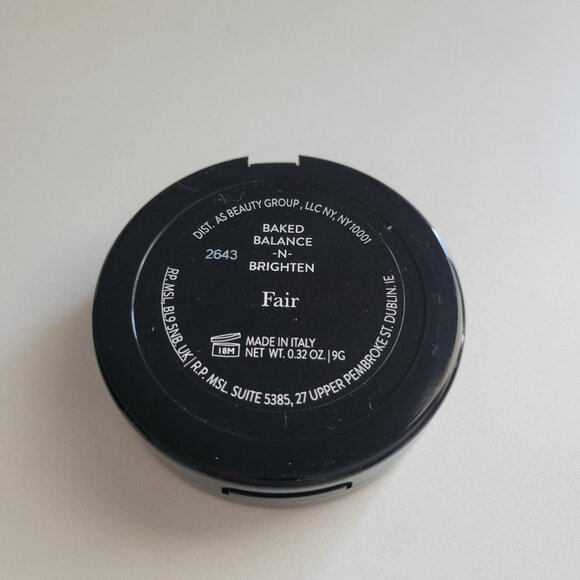 DIST. AS BEAUTY GROUP, LLC NY, NY 10001
BAKED
BALANCE
-N-
BRIGHTEN
2643
Fair
18M
MADE IN ITALY
NET WT. 0.32 OZ. | 9G
RP. MSL, BL9 5NB. UK | R.P. MSL. SUITE 5385, 27 UPPER PEMBROKE ST. DUBLIN. IE.